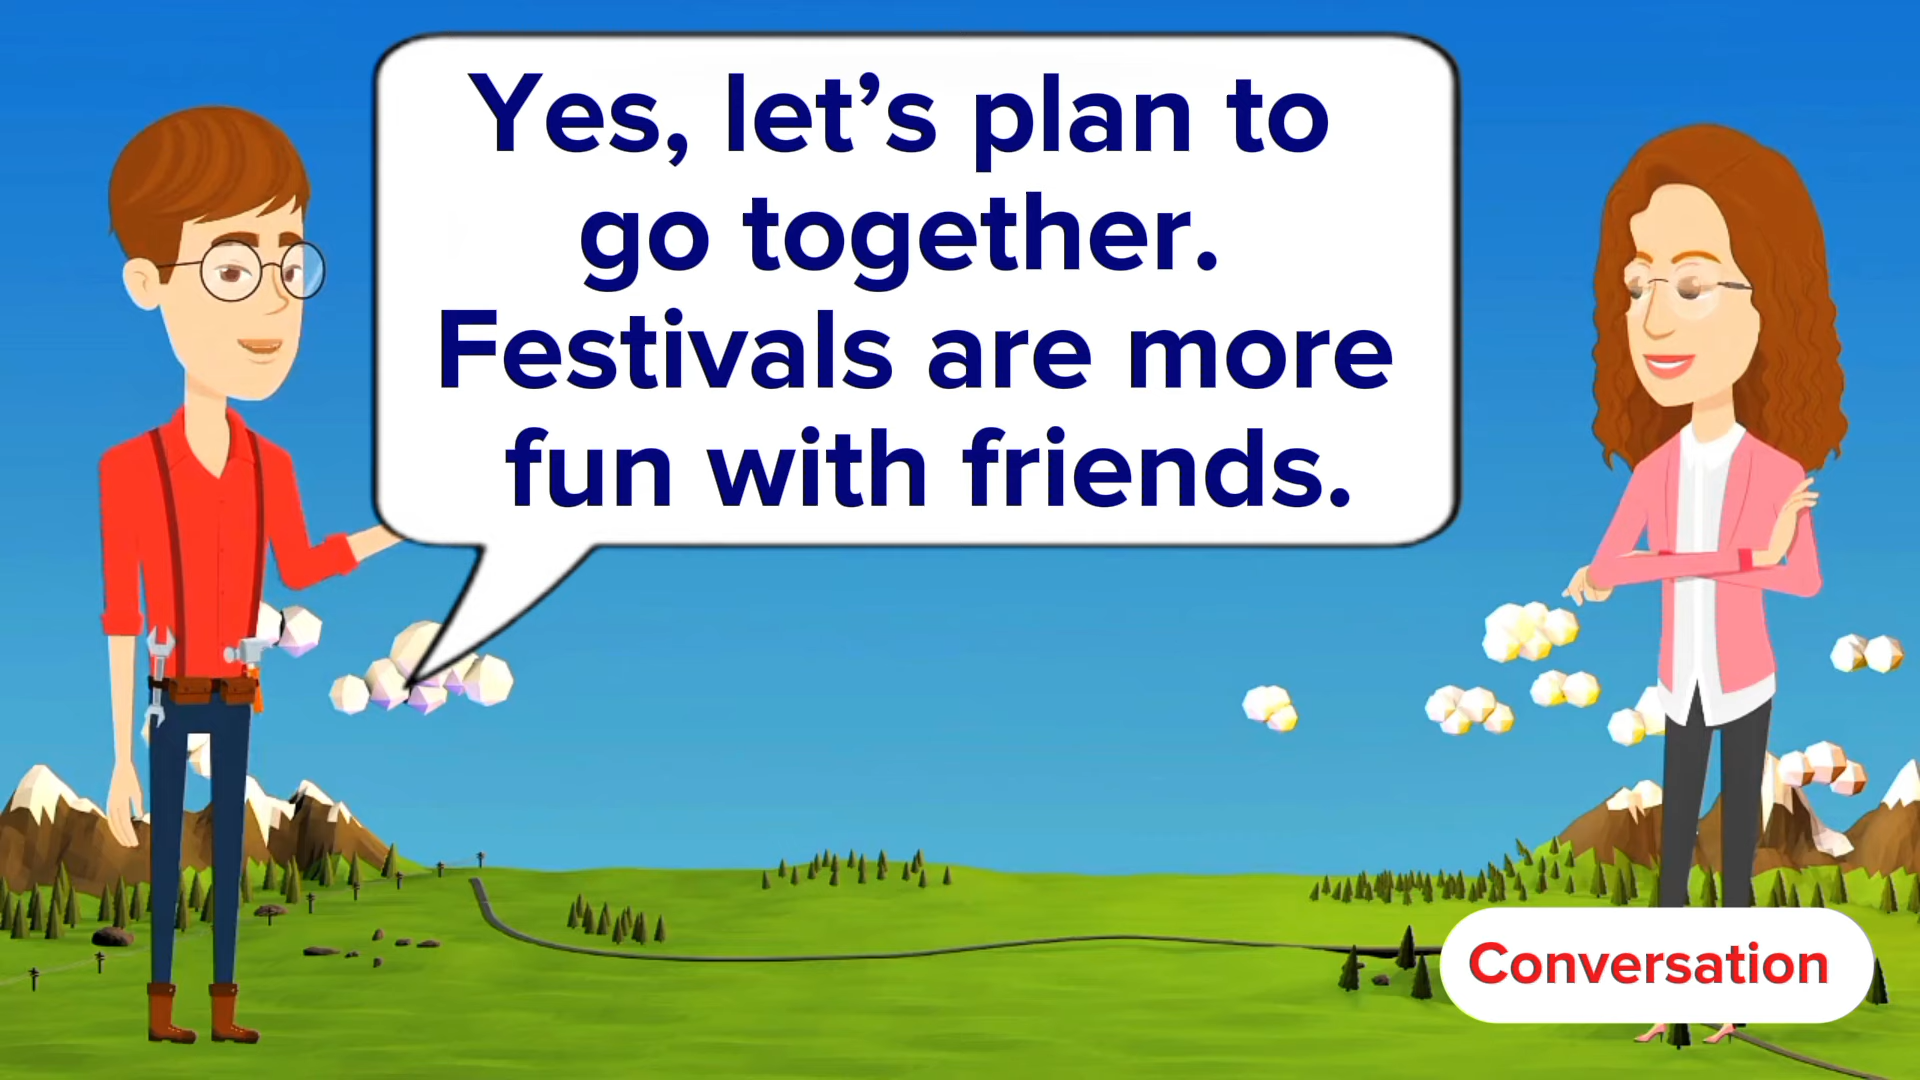 Yes, let’s plan to
go together.
Festivals are more
fun with friends.
Conversation